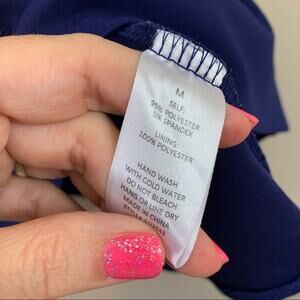 M
SELF:
95% POLYESTER
5% SPANDEX
LINING:
100% POLYESTER
HAND WASH
WITH COLD WATER
DO NOT BLEACH
HANG OR LINE DRY
MADE IN CHINA